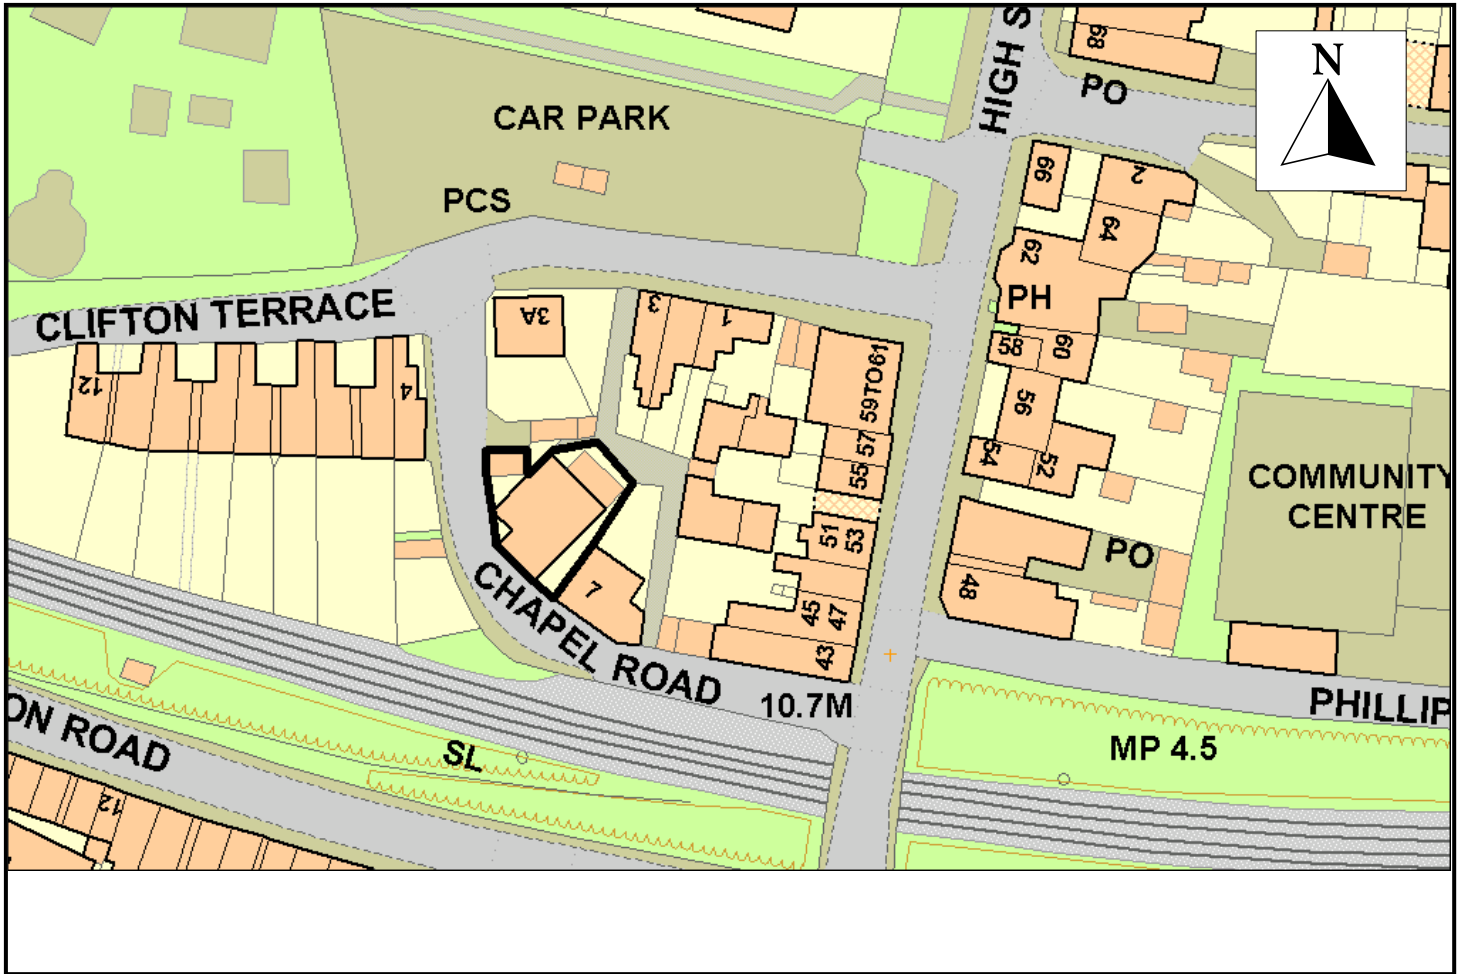 HIGH S
68
N
PO
CAR PARK
66
2
PCS
64
62
CLIFTON TERRACE
3A
3
1
PH
58
60
59TO61
12
4
56
57
54
52
55
COMMUNITY
CENTRE
51
53
PO
7
48
CHAPEL ROAD
45
47
43
10.7M
PHILLIP
ON ROAD
SL
MP 4.5
12